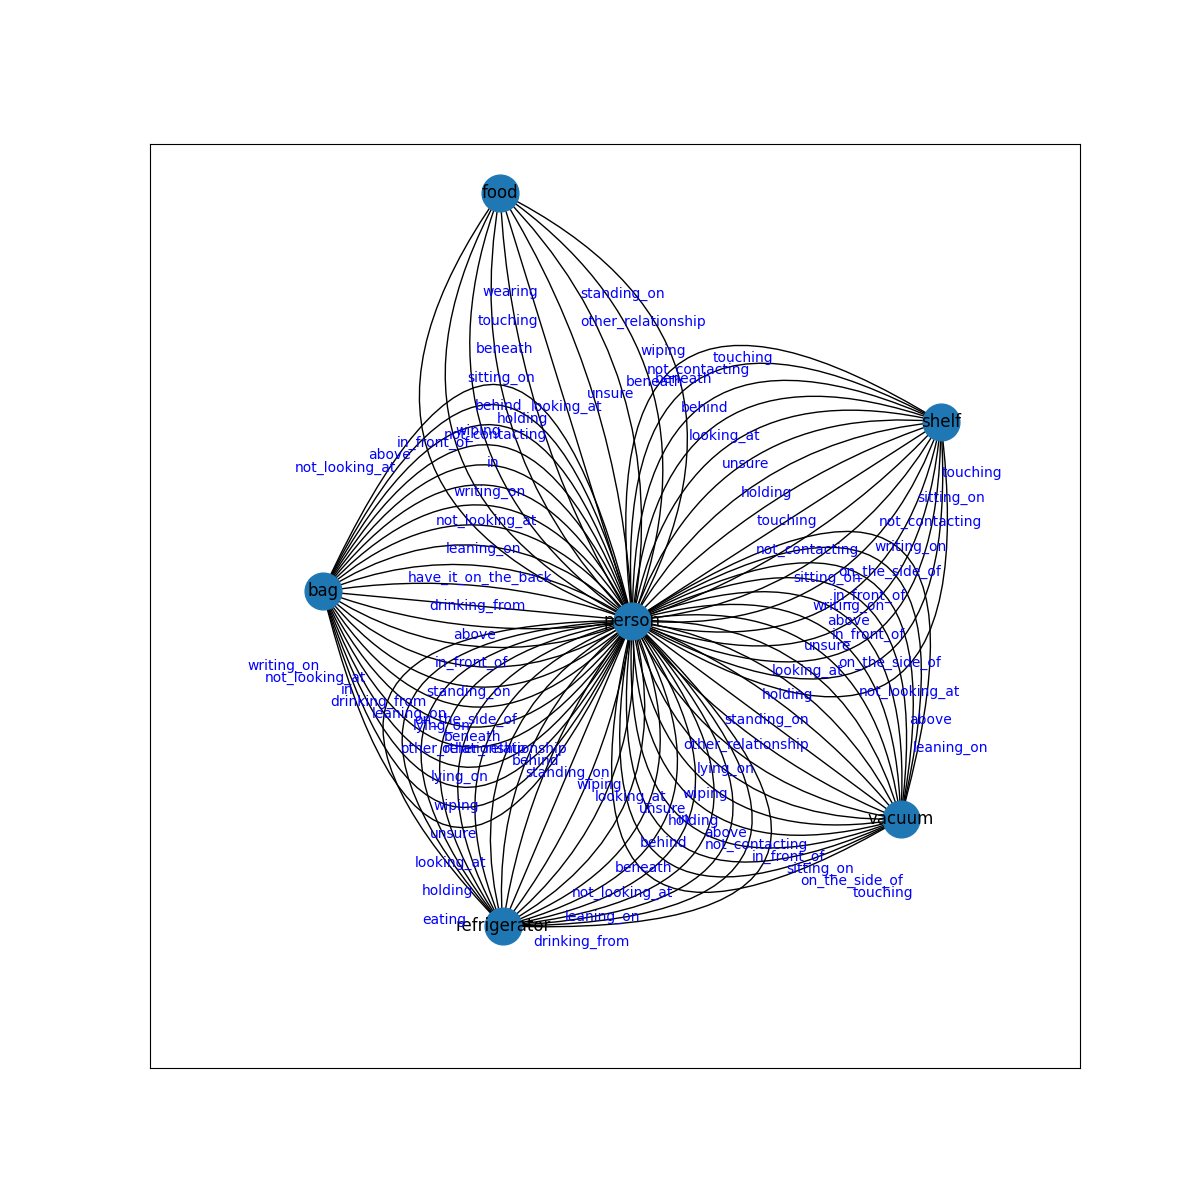 food
wearing
standing_on
touching
other_relationship
beneath
wiping
touching
not_contacting
sitting_on
beneath
beneath
unsure
behind
looking_at
behind
holding
shelf
wiping
not_contacting
looking_at
in_front_of
above
not_looking_at
in
unsure
touching
writing_on
holding
sitting_on
not_looking_at
touching
not_contacting
leaning_on
not_contacting
writing_on
have_it_on_the_back
sitting_on
on_the_side_of
bag
in_front_of
drinking_from
writing_on
person
above
above
in_front_of
unsure
in_front_of
on_the_side_of
writing_on
not_looking_at
looking_at
in
standing_on
holding
not_looking_at
drinking_from
leaning_on
on_the_side_of
standing_on
above
lying_on
beneath
other_relationship
leaning_on
other_relationship
other_relationship
behind
lying_on
standing_on
lying_on
wiping
looking_at
wiping
wiping
unsure
vacuum
holding
unsure
above
behind
not_contacting
in_front_of
looking_at
beneath
sitting_on
on_the_side_of
holding
not_looking_at
touching
eating
leaning_on
refrigerator
drinking_from